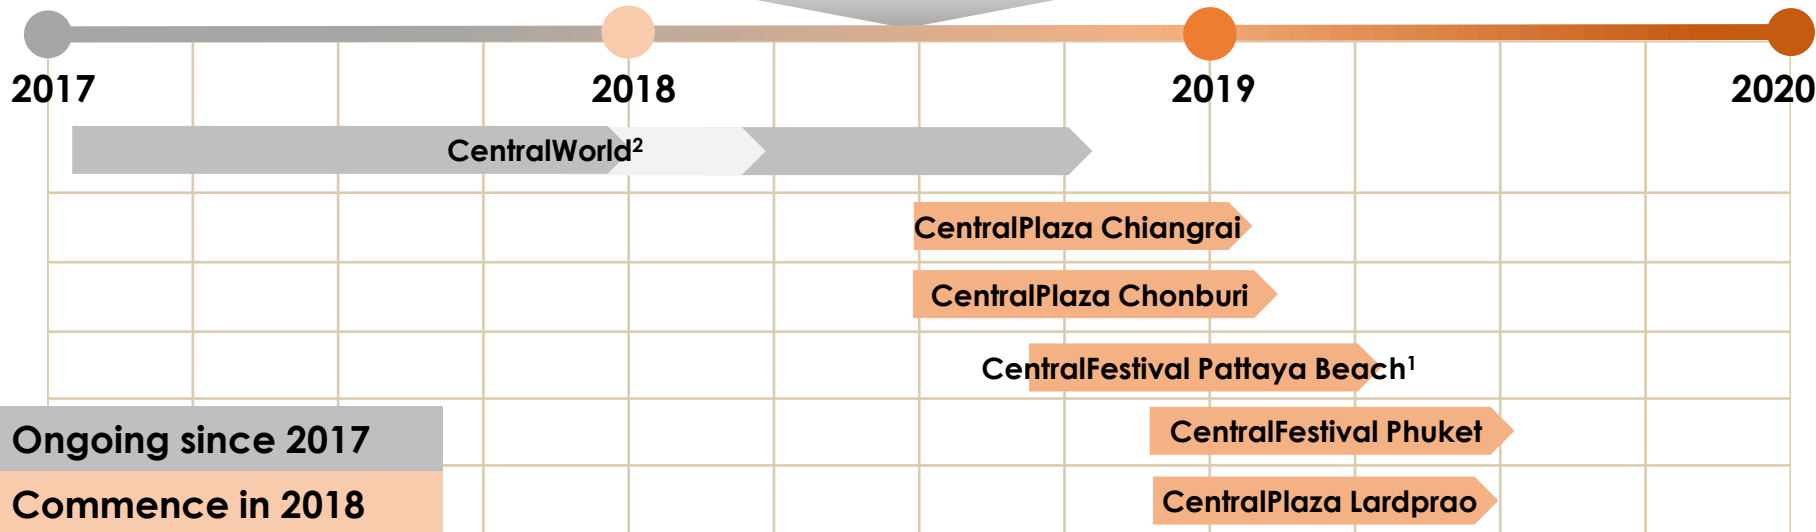 2017 2018 2019 2020
CentralWorld²
CentralPlaza Chiangrai
CentralPlaza Chonburi
CentralFestival Pattaya Beach¹
CentralFestival Phuket
Ongoing since 2017
CentralPlaza Lardprao
Commence in 2018